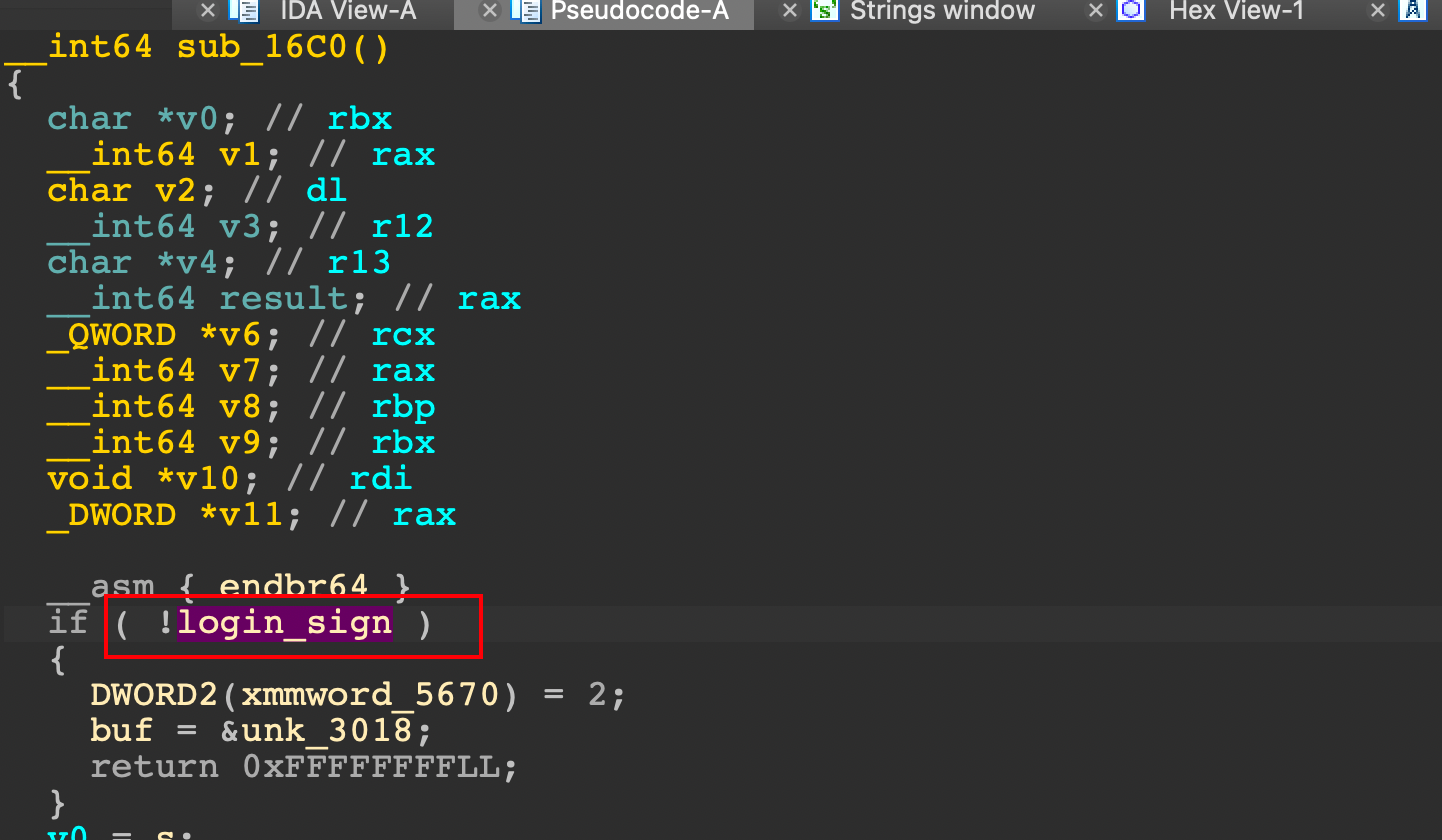 IDA View-A Pseudocode-A Strings window Hex View-1
__int64 sub_16C0()
{
char *v0; // rbx
__int64 v1; // rax
char v2; // dl
__int64 v3; // r12
char *v4; // r13
__int64 result; // rax
_QWORD *v6; // rcx
__int64 v7; // rax
__int64 v8; // rbp
__int64 v9; // rbx
void *v10; // rdi
_DWORD *v11; // rax
__asm { endbr64 }
if ( !login_sign )
{
DWORD2(xmmword_5670) = 2;
buf = &unk_3018;
return 0xFFFFFFFFLL;
}
v0 = s;